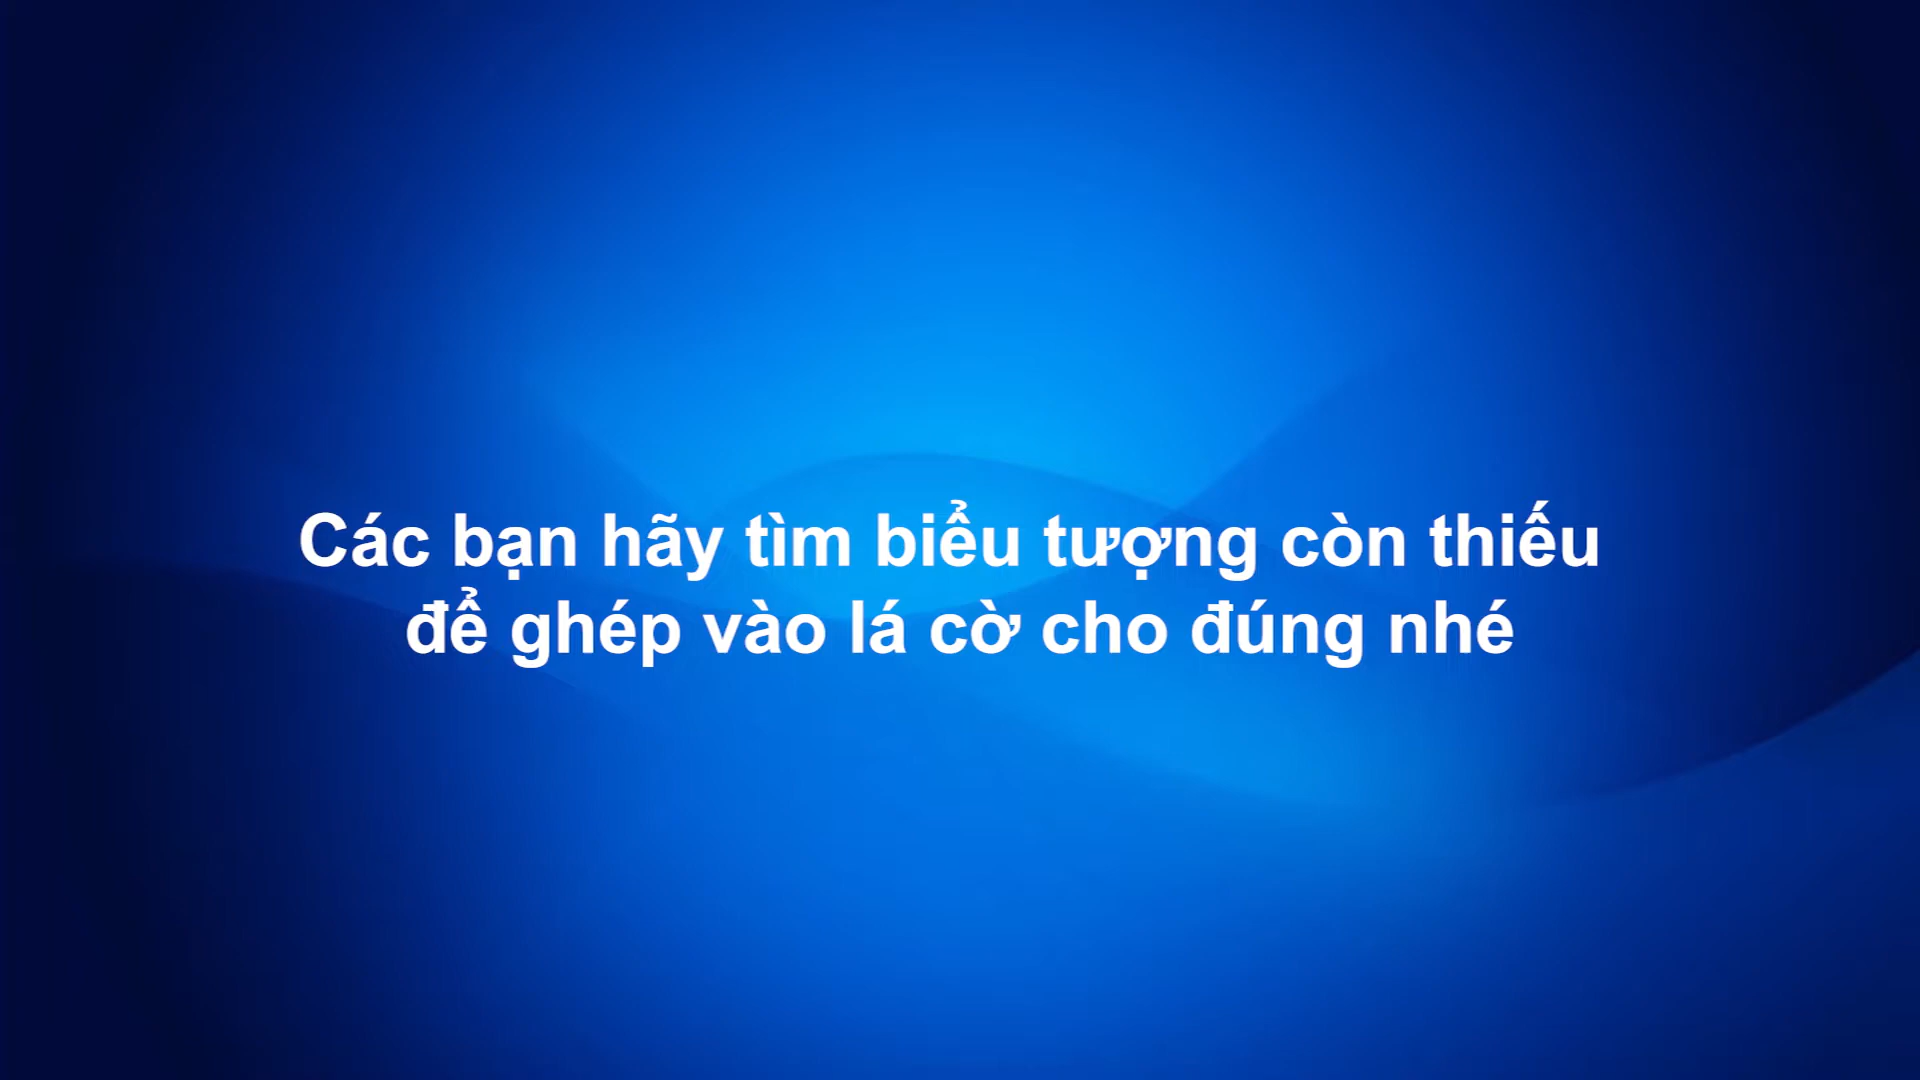 Các bạn hãy tìm biểu tượng còn thiếu
để ghép vào lá cờ cho đúng nhé